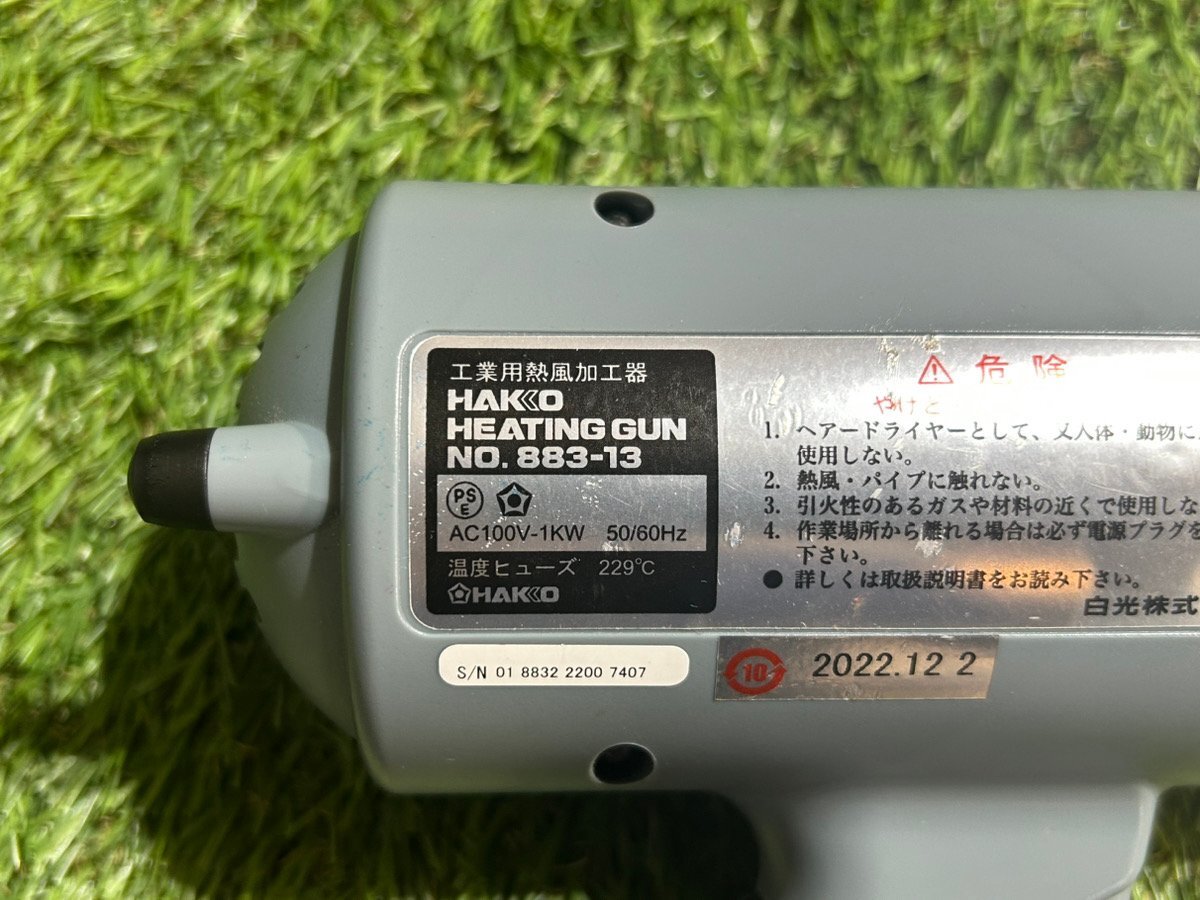 工業用熱風加工器
HAKKO
HEATING GUN
NO. 883-13
PS
E
AC100V-1KW 50/60Hz
温度ヒューズ 229℃
HAKKO
危険
やけど
1. ヘアードライヤーとして、又人体・動物に
使用しない。
2. 熱風・パイプに触れない。
3. 引火性のあるガスや材料の近くで使用しな
4. 作業場所から離れる場合は必ず電源プラグを
下さい。
● 詳しくは取扱説明書をお読み下さい。
白光株式
S/N 01 8832 2200 7407
10 2022.12 2